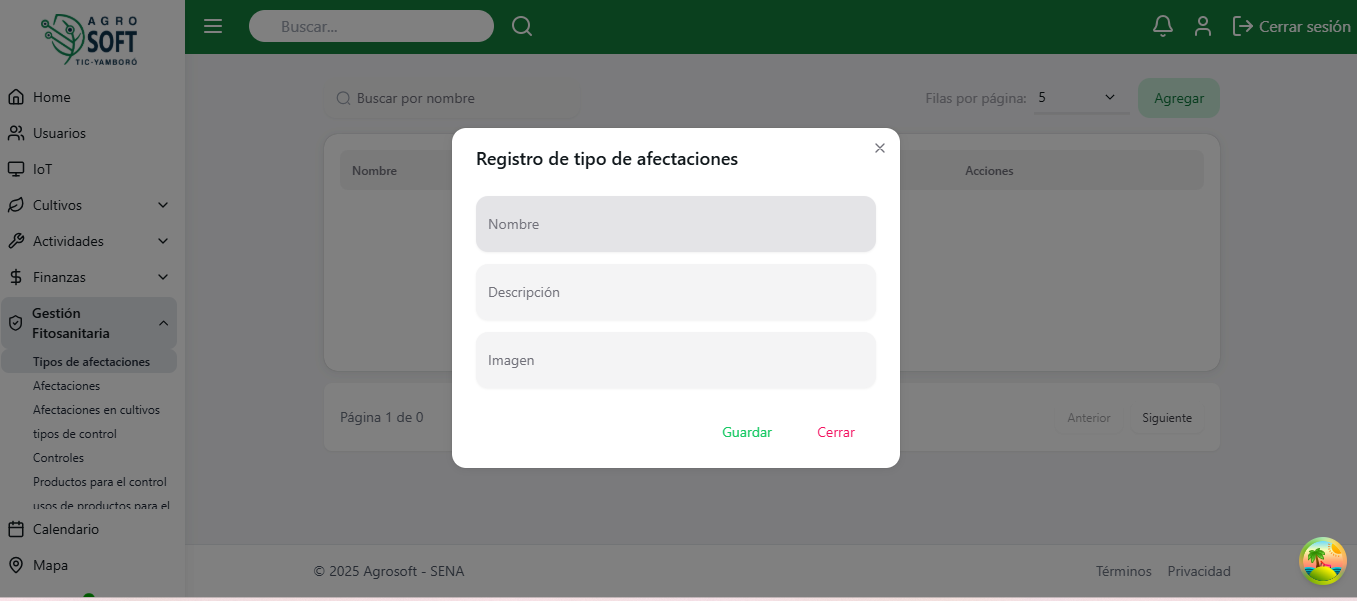 AGRO
SOFT
TIC-YAMBORÓ
Buscar...
Cerrar sesión
Home
Usuarios
IoT
Cultivos
Actividades
Finanzas
Gestión
Fitosanitaria
Tipos de afectaciones
Afectaciones
Afectaciones en cultivos
tipos de control
Controles
Productos para el control
usos de productos para el
Calendario
Mapa
Buscar por nombre
Filas por página: 5
Agregar
Nombre
Acciones
Registro de tipo de afectaciones
Nombre
Descripción
Imagen
Guardar
Cerrar
Página 1 de 0
Anterior
Siguiente
© 2025 Agrosoft - SENA
Términos
Privacidad